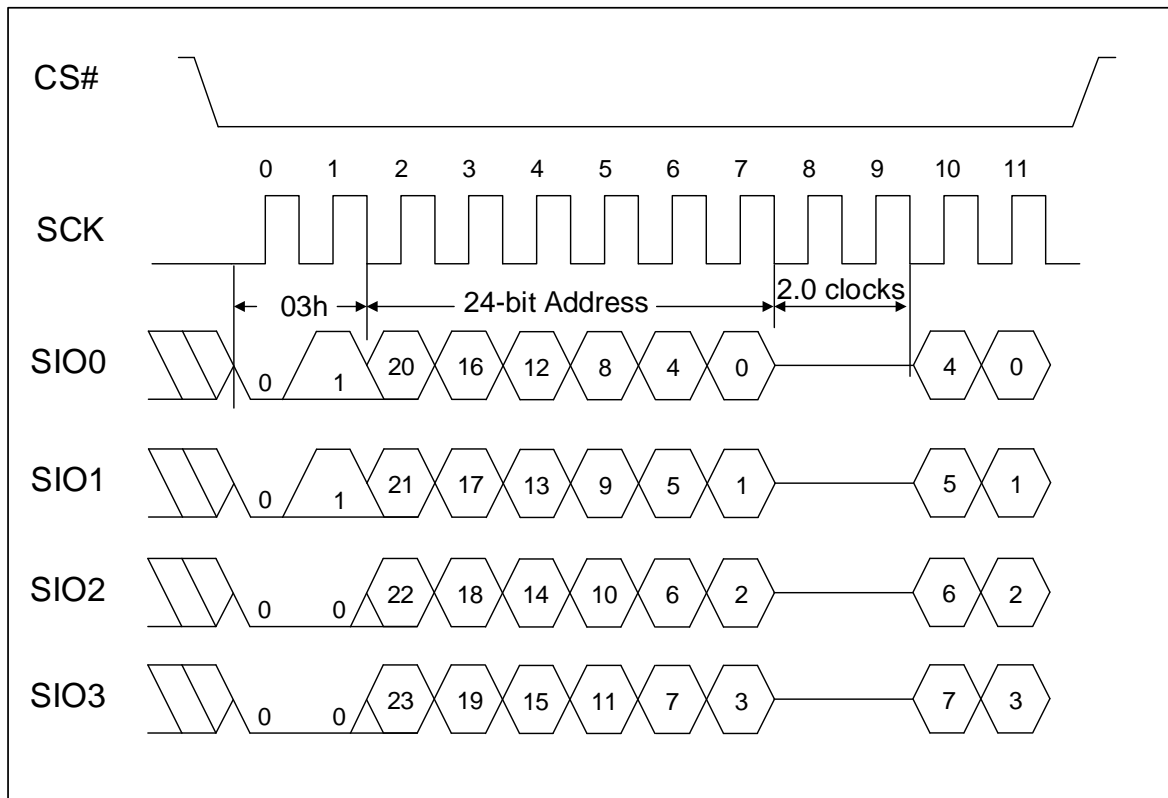 CS#
0 1 2 3 4 5 6 7 8 9 10 11
SCK
03h 24-bit Address 2.0 clocks
SIO0 0 1 20 16 12 8 4 0 4 0
SIO1 0 1 21 17 13 9 5 1 5 1
SIO2 0 0 22 18 14 10 6 2 6 2
SIO3 0 0 23 19 15 11 7 3 7 3